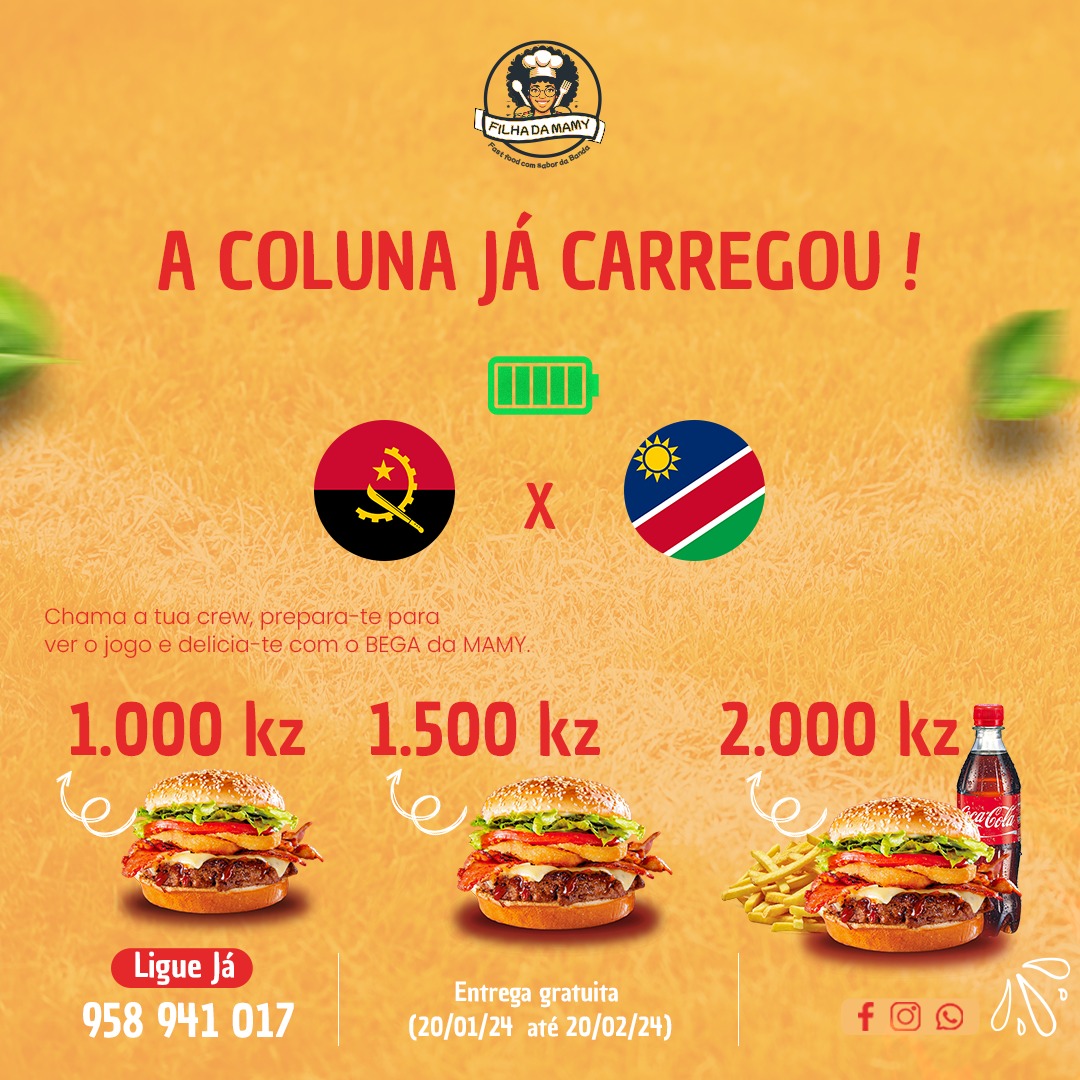 FILHA DA MAMY
Fast food com sabor da Banda
A COLUNA JÁ CARREGOU !
X
Chama a tua crew, prepara-te para
ver o jogo e delicia-te com o BEGA da MAMY.
1.000 kz
1.500 kz
2.000 kz
Coca-Cola
Ligue Já
958 941 017
Entrega gratuita
(20/01/24 até 20/02/24)